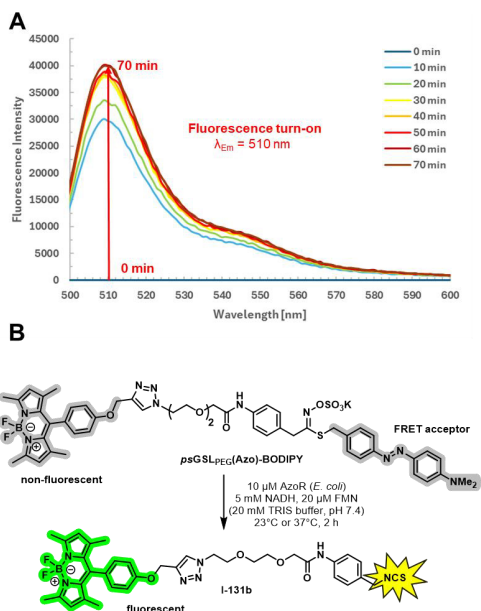 A
45000
40000
35000
30000
25000
20000
15000
10000
5000
0
Fluorescence Intensity
70 min
Fluorescence turn-on
λEm = 510 nm
0 min
0 min
10 min
20 min
30 min
40 min
50 min
60 min
70 min
500 510 520 530 540 550 560 570 580 590 600
Wavelength [nm]
B
N=N
N
O
2
O
H
N
O
N
OSO3K
S
FRET acceptor
N
N
NMe2
F
F
B
N
N
O
non-fluorescent
psGSLPEG(Azo)-BODIPY
10 µM AzoR (E. coli)
5 mM NADH, 20 µM FMN
(20 mM TRIS buffer, pH 7.4)
23°C or 37°C, 2 h
F
F
B
N
N
O
N=N
N
O
O
O
H
N
NCS
I-131b
fluorescent